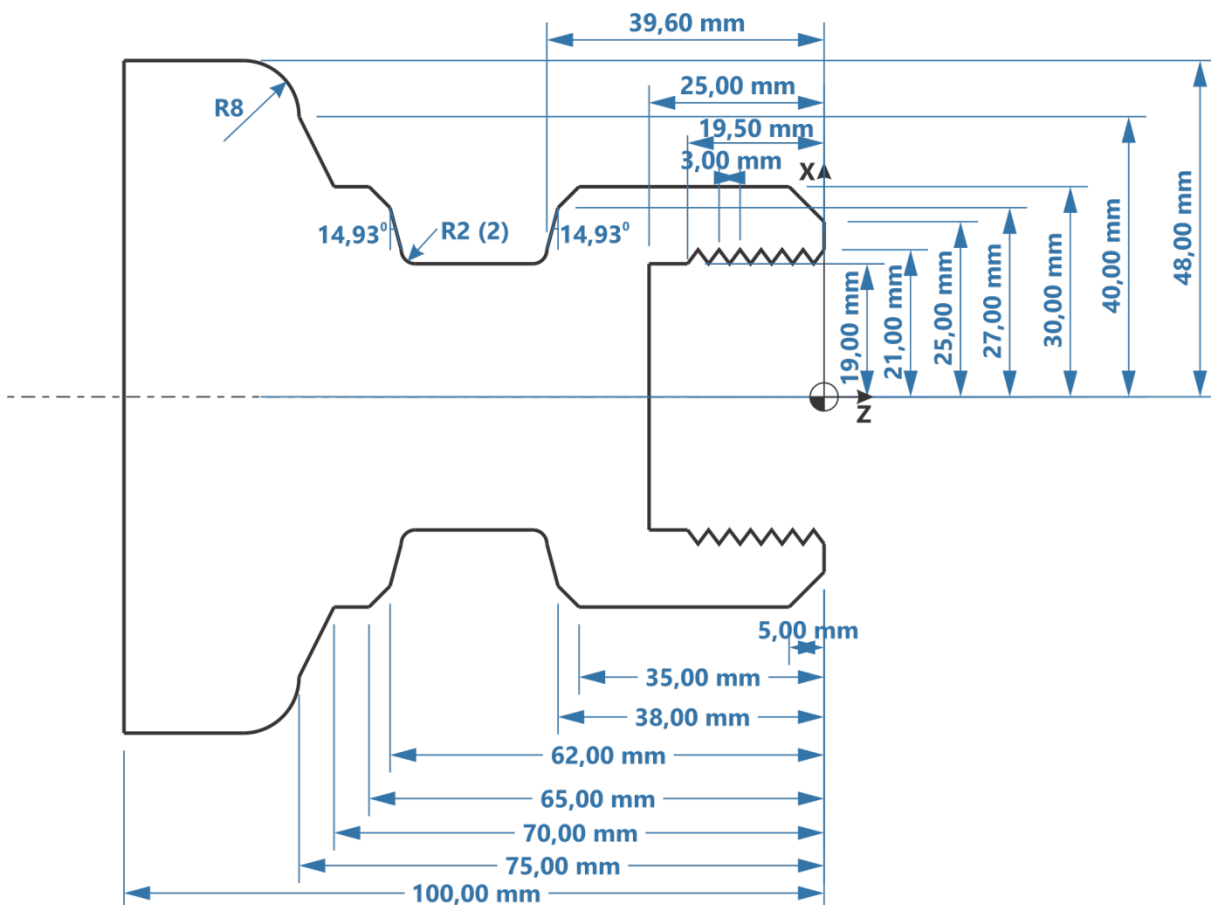 39,60 mm
25,00 mm
R8
19,50 mm
3,00 mm
X
14,93⁰
R2 (2)
14,93⁰
19,00 mm
21,00 mm
25,00 mm
27,00 mm
30,00 mm
40,00 mm
48,00 mm
Z
5,00 mm
35,00 mm
38,00 mm
62,00 mm
65,00 mm
70,00 mm
75,00 mm
100,00 mm